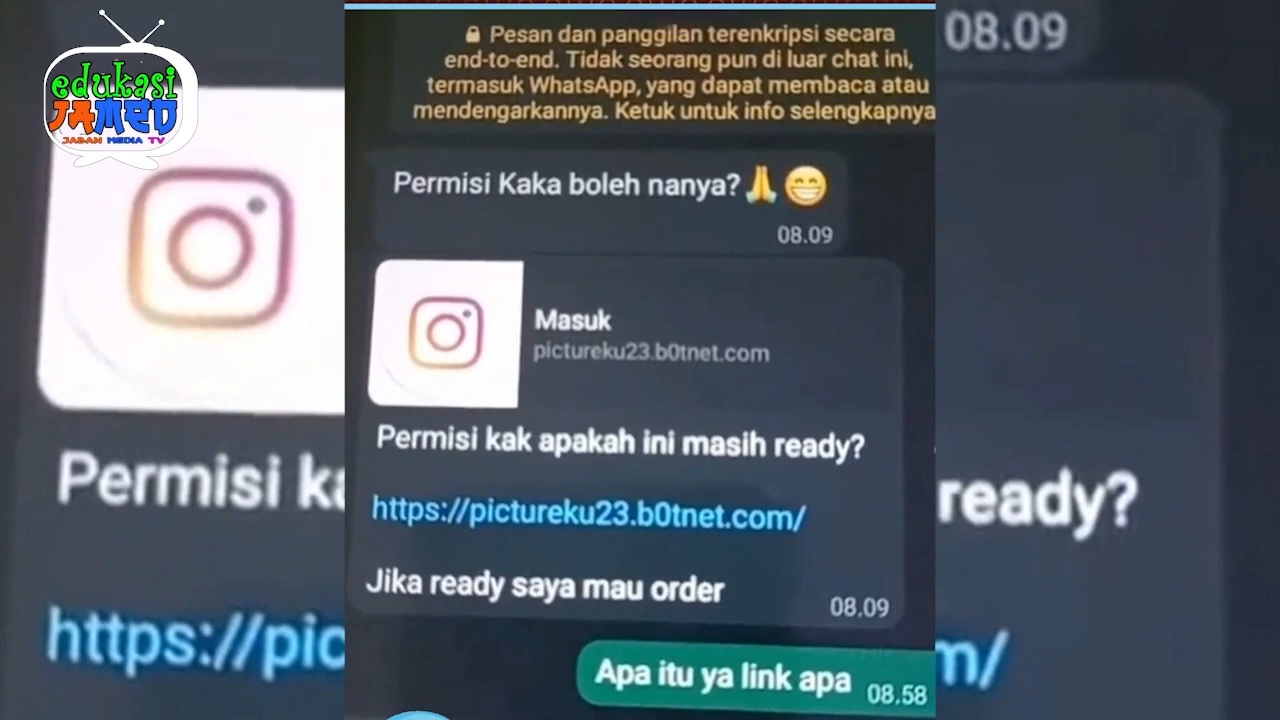 edukasi
JAMED
JABAN MEDIA TV
08.09
Pesan dan panggilan terenkripsi secara
end-to-end. Tidak seorang pun di luar chat ini,
termasuk WhatsApp, yang dapat membaca atau
mendengarkannya. Ketuk untuk info selengkapnya
Permisi Kaka boleh nanya?🙏😁
08.09
Masuk
pictureku23.b0tnet.com
Permisi kak apakah ini masih ready?
https://pictureku23.b0tnet.com/
Jika ready saya mau order
08.09
Apa itu ya link apa
08.58
Permisi ka
ready?
https://pic
m/